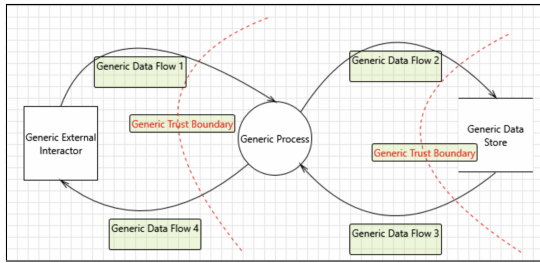 Generic Data Flow 1
Generic Data Flow 2
Generic Trust Boundary
Generic External
Interactor
Generic Process
Generic Data
Store
Generic Trust Boundary
Generic Data Flow 4
Generic Data Flow 3